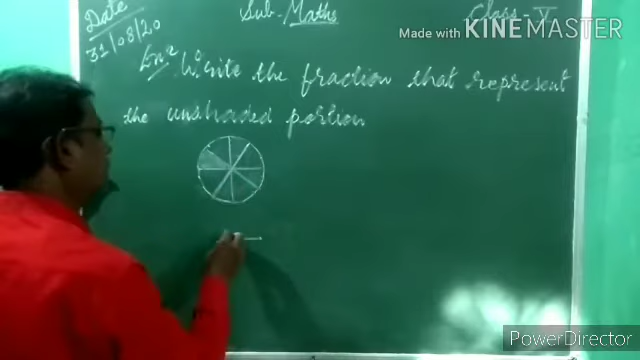 Date
31/08/20
Sub- Maths
Class- V
Made with KINEMASTER
Write the fraction that represent
the unshaded portion
PowerDirector